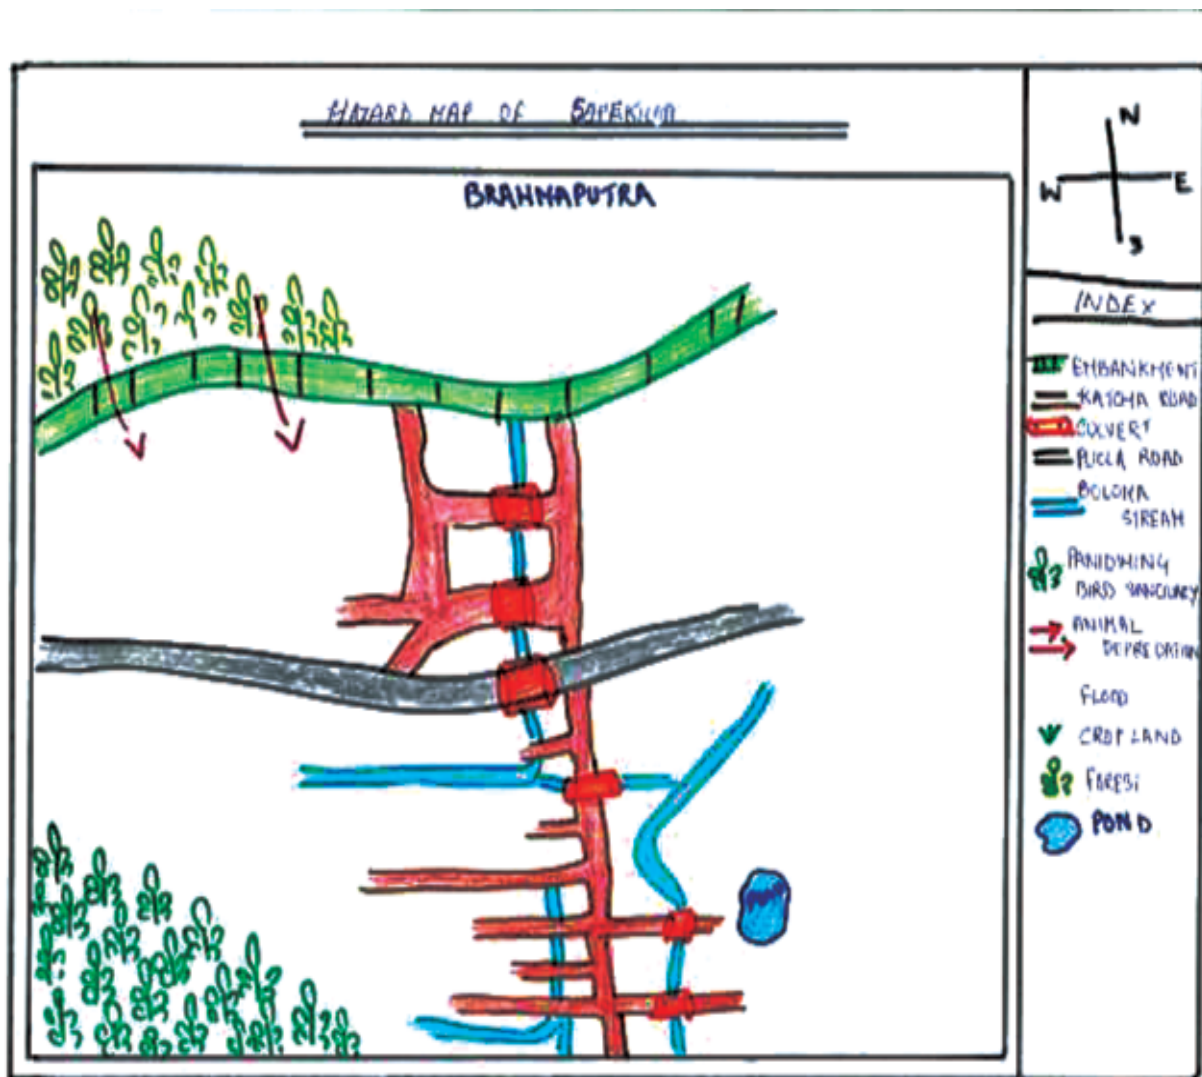 HAZARD MAP OF
BRAHMAPUTRA
N
W E
S
INDEX
EMBANKMENT
KATCHA ROAD
CULVERT
PUCCA ROAD
BOLOMA
STREAM
BIRD SANCTUARY
ANIMAL
DEPREDATION
FLOOD
CROP LAND
FOREST
POND